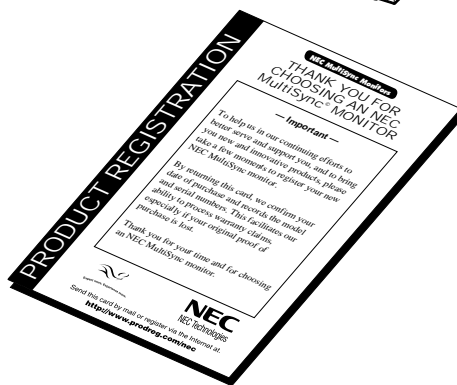 PRODUCT REGISTRATION
NEC MultiSync Monitors
THANK YOU FOR
CHOOSING AN NEC
MultiSync® MONITOR
— Important —
To help us in our continuing efforts to
better serve and support you, and to bring
you new and innovative products, please
take a few moments to register your new
NEC MultiSync monitor.
By returning this card, we confirm your
date of purchase and records the model
and serial numbers. This facilitates our
ability to process warranty claims,
especially if your original proof of
purchase is lost.
Thank you for your time and for choosing
an NEC MultiSync monitor.
NEC
NEC Technologies
Send this card by mail or register via the Internet at.
http://www.prodreg.com/nec